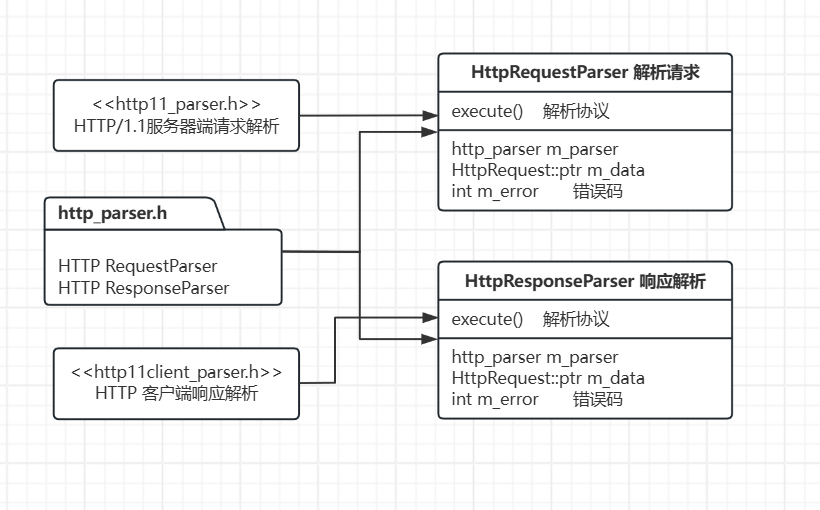 <<http11_parser.h>>
HTTP/1.1服务器端请求解析
http_parser.h
HTTP RequestParser
HTTP ResponseParser
<<http11client_parser.h>>
HTTP 客户端响应解析
HttpRequestParser 解析请求
execute() 解析协议
http_parser m_parser
HttpRequest::ptr m_data
int m_error 错误码
HttpResponseParser 响应解析
execute() 解析协议
http_parser m_parser
HttpRequest::ptr m_data
int m_error 错误码